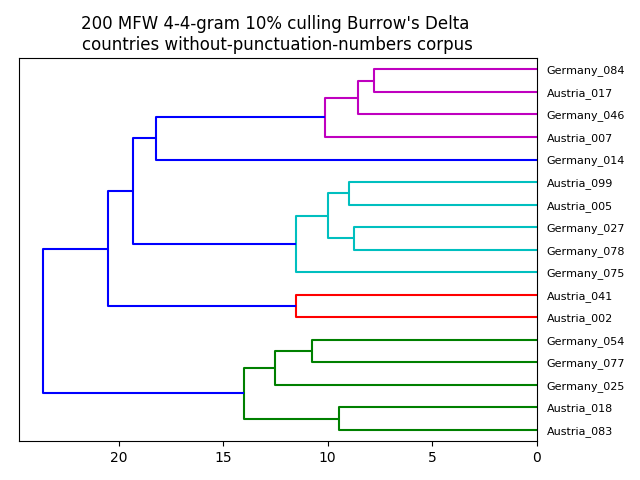 200 MFW 4-4-gram 10% culling Burrow's Delta
countries without-punctuation-numbers corpus
Germany_084
Austria_017
Germany_046
Austria_007
Germany_014
Austria_099
Austria_005
Germany_027
Germany_078
Germany_075
Austria_041
Austria_002
Germany_054
Germany_077
Germany_025
Austria_018
Austria_083
20 15 10 5 0